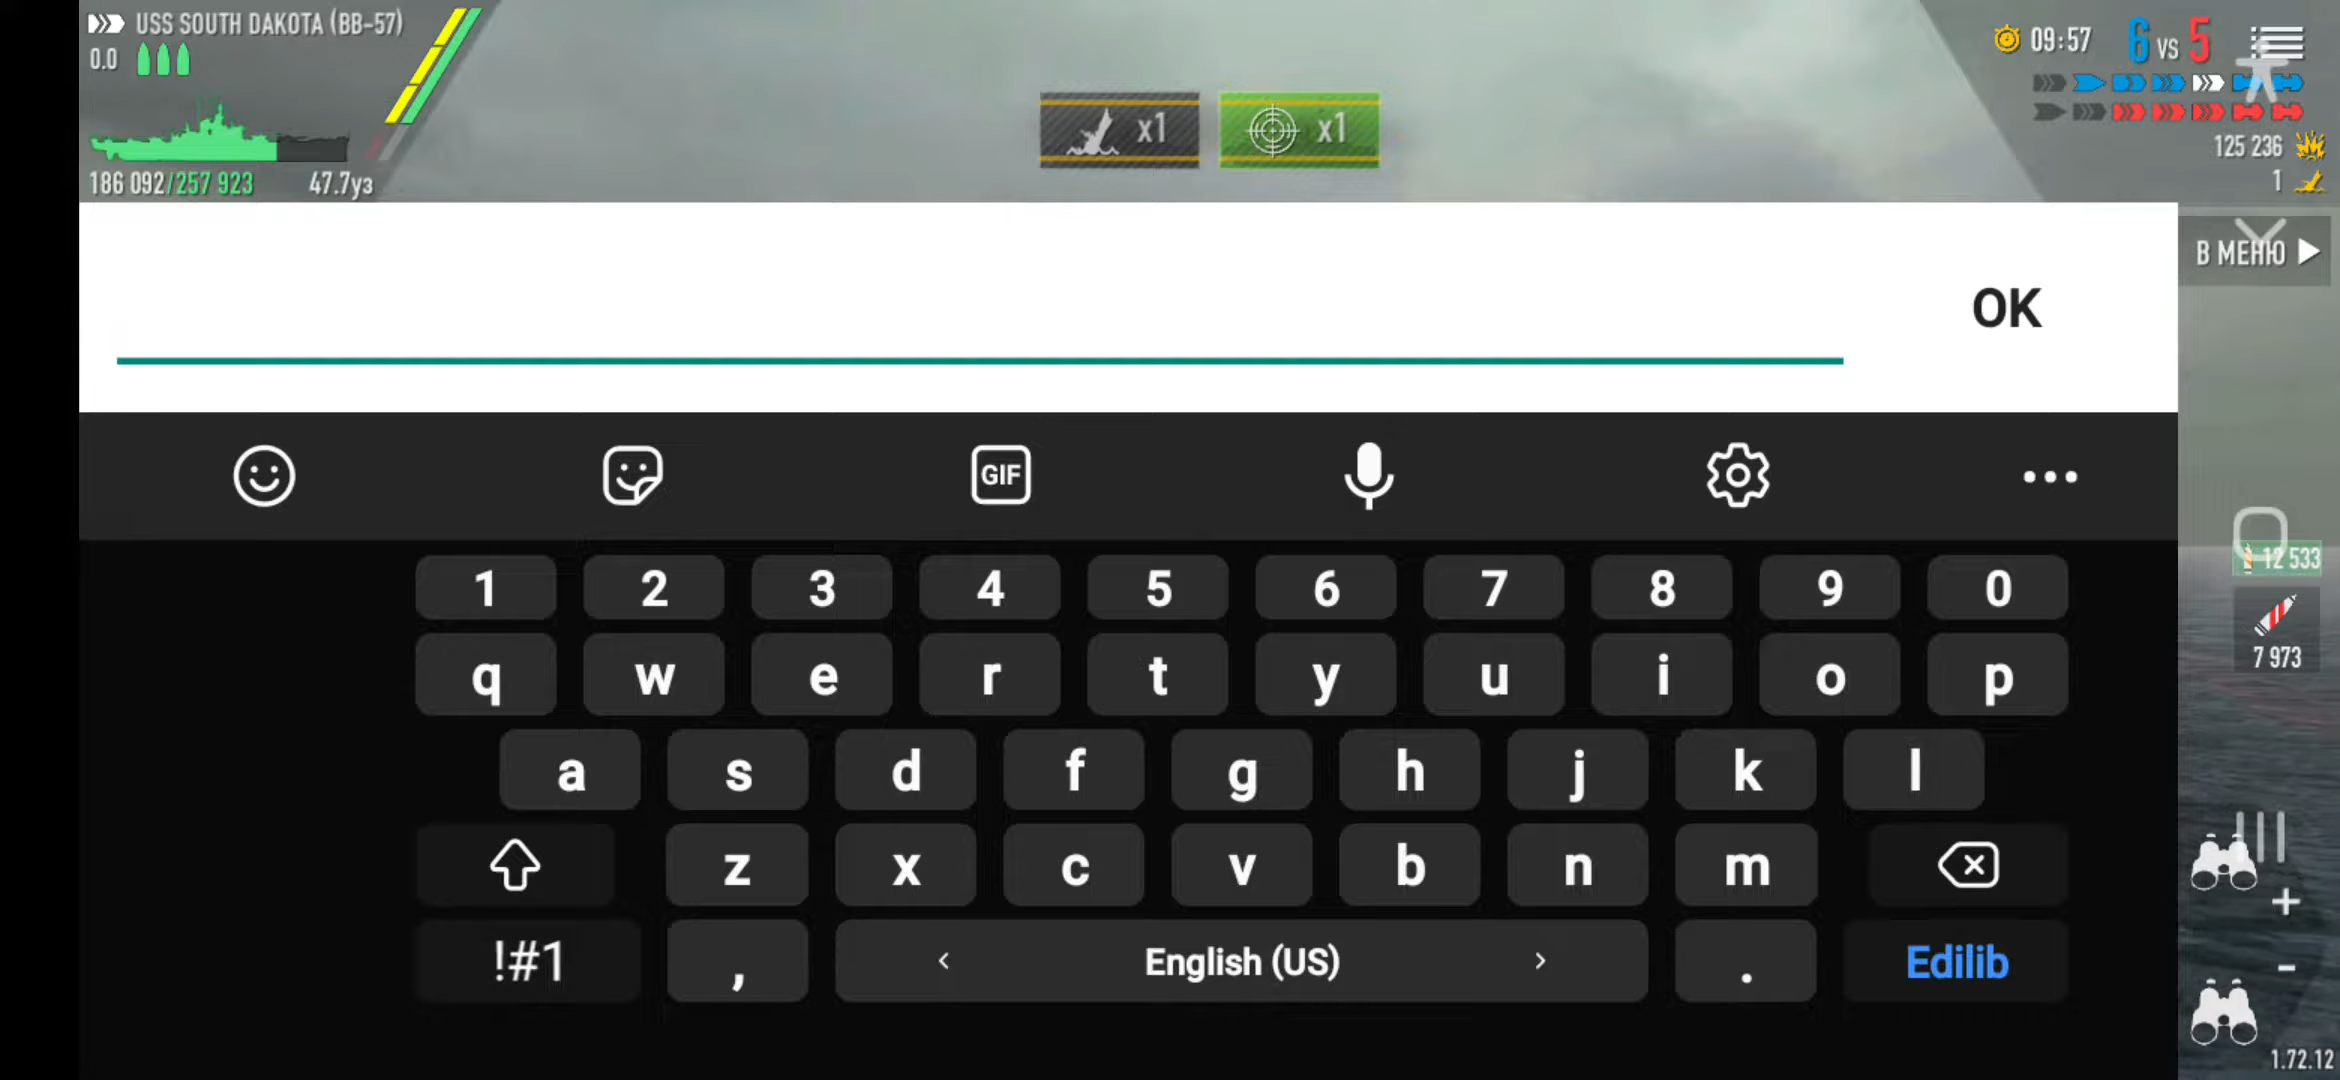 USS SOUTH DAKOTA (BB-57)
0.0
186 092/257 923 47.7уз
x1 x1
09:57 6 VS 5
125 236
1
В МЕНЮ
OK
GIF
12 533
7 973
1 2 3 4 5 6 7 8 9 0
q w e r t y u i o p
a s d f g h j k l
z x c v b n m
!#1 , < English (US) > . Edilib
+
-
1.72.12